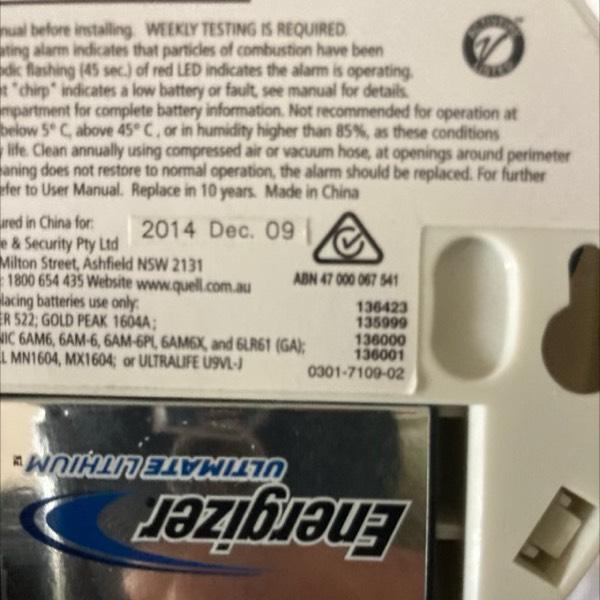 nual before installing. WEEKLY TESTING IS REQUIRED.
ating alarm indicates that particles of combustion have been
odic flashing (45 sec.) of red LED indicates the alarm is operating.
t "chirp" indicates a low battery or fault, see manual for details.
mpartment for complete battery information. Not recommended for operation at
below 5° C, above 45° C, or in humidity higher than 85%, as these conditions
y life. Clean annually using compressed air or vacuum hose, at openings around perimeter
eaning does not restore to normal operation, the alarm should be replaced. For further
efer to User Manual. Replace in 10 years. Made in China
ured in China for:
2014 Dec. 09
e & Security Pty Ltd
Milton Street, Ashfield NSW 2131
: 1800 654 435 Website www.quell.com.au
ABN 47 000 067 541
lacing batteries use only:
136423
ER 522; GOLD PEAK 1604A;
135999
NIC 6AM6, 6AM-6, 6AM-6PI, 6AM6X, and 6LR61 (GA);
136000
L MN1604, MX1604; or ULTRALIFE U9VL-J
136001
0301-7109-02
Energizer
ULTIMATE LITHIUM